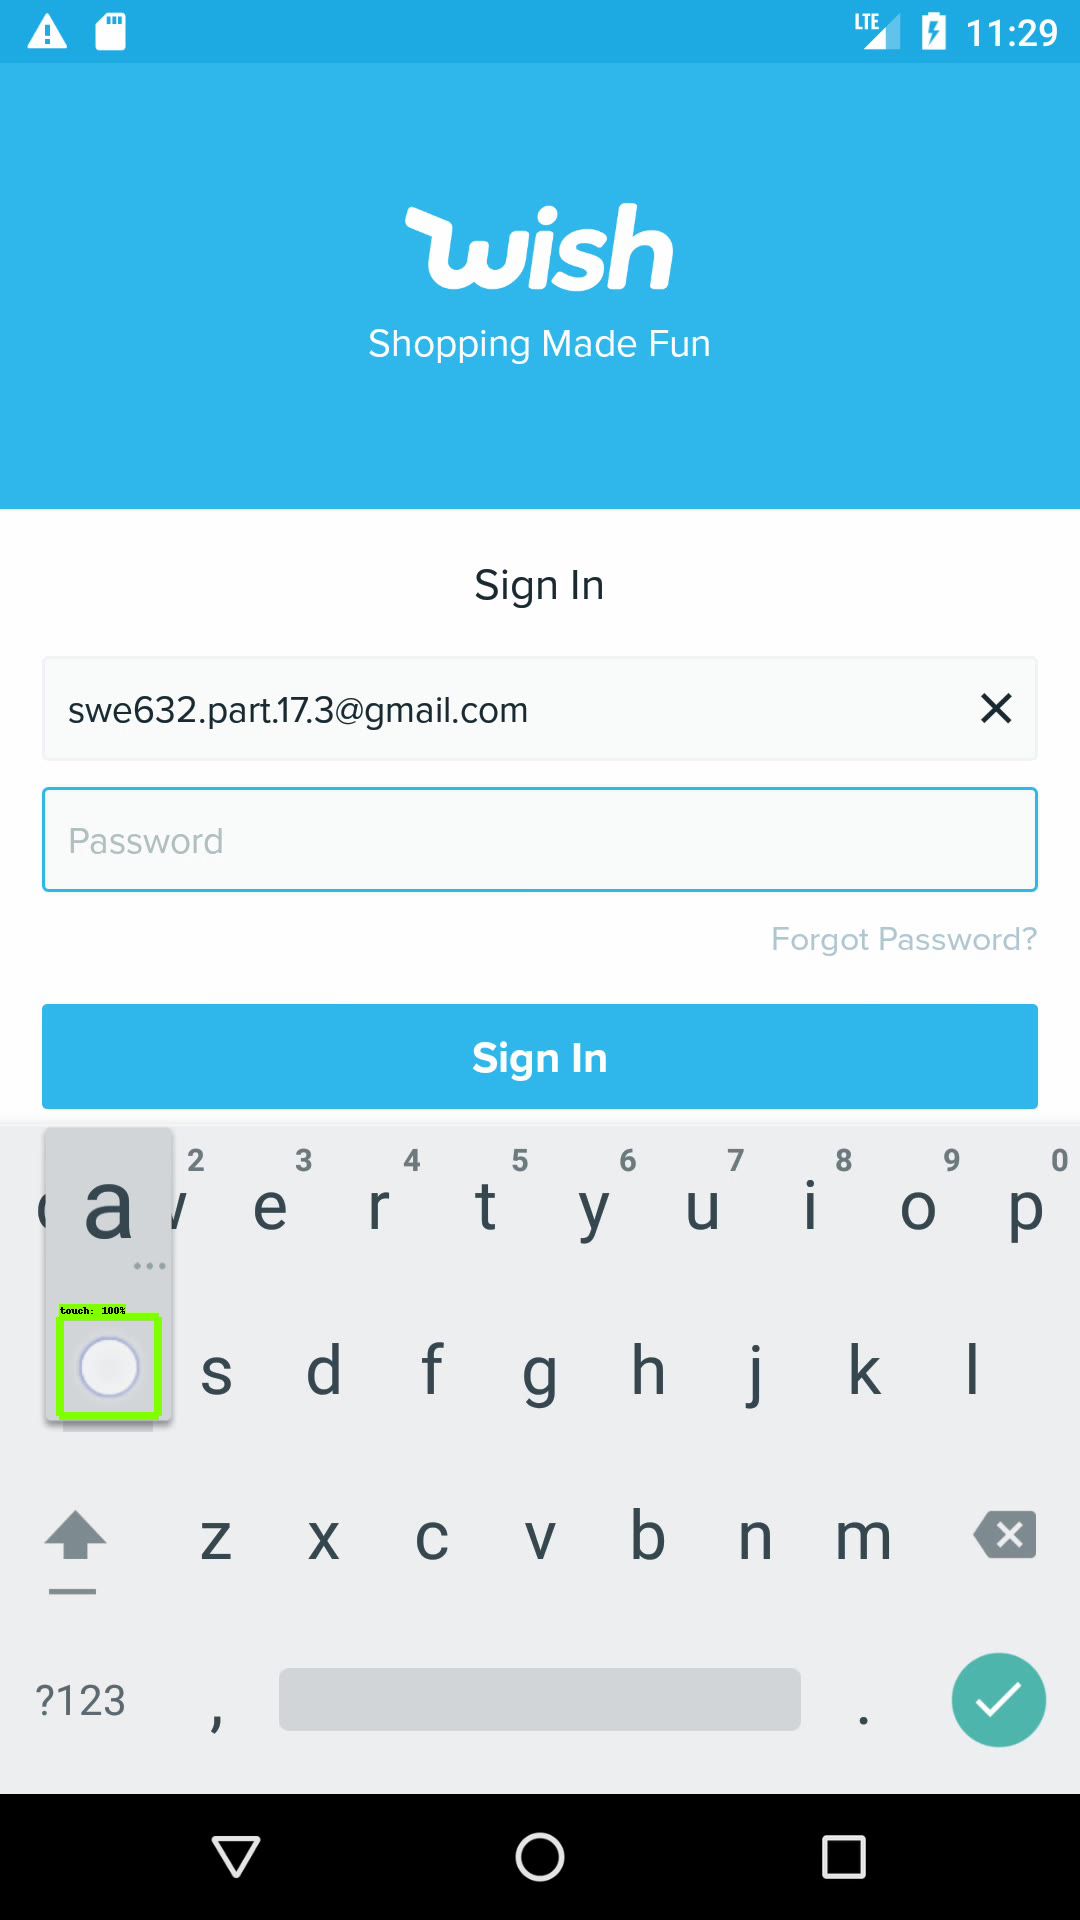 LTE 11:29
wish
Shopping Made Fun
Sign In
swe632.part.17.3@gmail.com
Password
Forgot Password?
Sign In
2 3 4 5 6 7 8 9 0
a e r t y u i o p
touch: 100%
s d f g h j k l
z x c v b n m
?123 , .